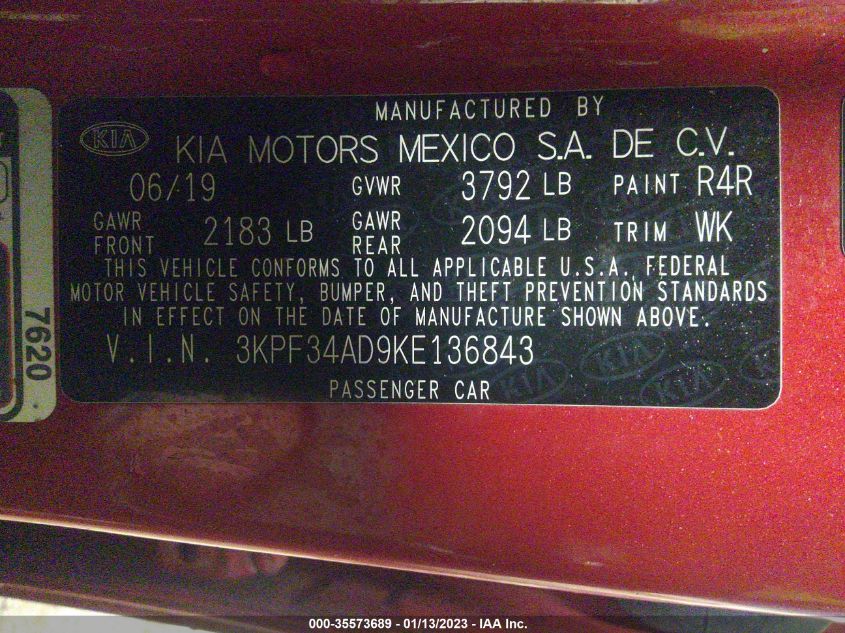 MANUFACTURED BY
KIA
KIA MOTORS MEXICO S.A. DE C.V.
06/19 GVWR 3792 LB PAINT R4R
GAWR FRONT 2183 LB GAWR REAR 2094 LB TRIM WK
THIS VEHICLE CONFORMS TO ALL APPLICABLE U.S.A., FEDERAL
MOTOR VEHICLE SAFETY, BUMPER, AND THEFT PREVENTION STANDARDS
IN EFFECT ON THE DATE OF MANUFACTURE SHOWN ABOVE.
V.I.N. 3KPF34AD9KE136843
PASSENGER CAR
KIA KIA KIA
7620
000-35573689 - 01/13/2023 - IAA Inc.